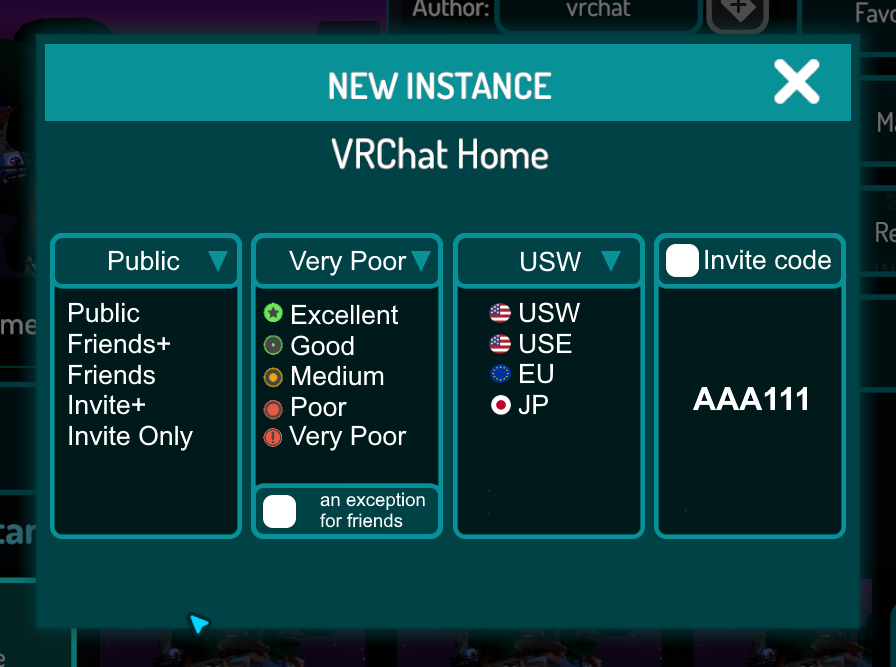 Author:
vrchat
Favo
NEW INSTANCE
VRChat Home
Public
Very Poor
USW
Invite code
Public
Friends+
Friends
Invite+
Invite Only
Excellent
Good
Medium
Poor
Very Poor
an exception
for friends
USW
USE
EU
JP
AAA111
Ma
Re
me
tan
e